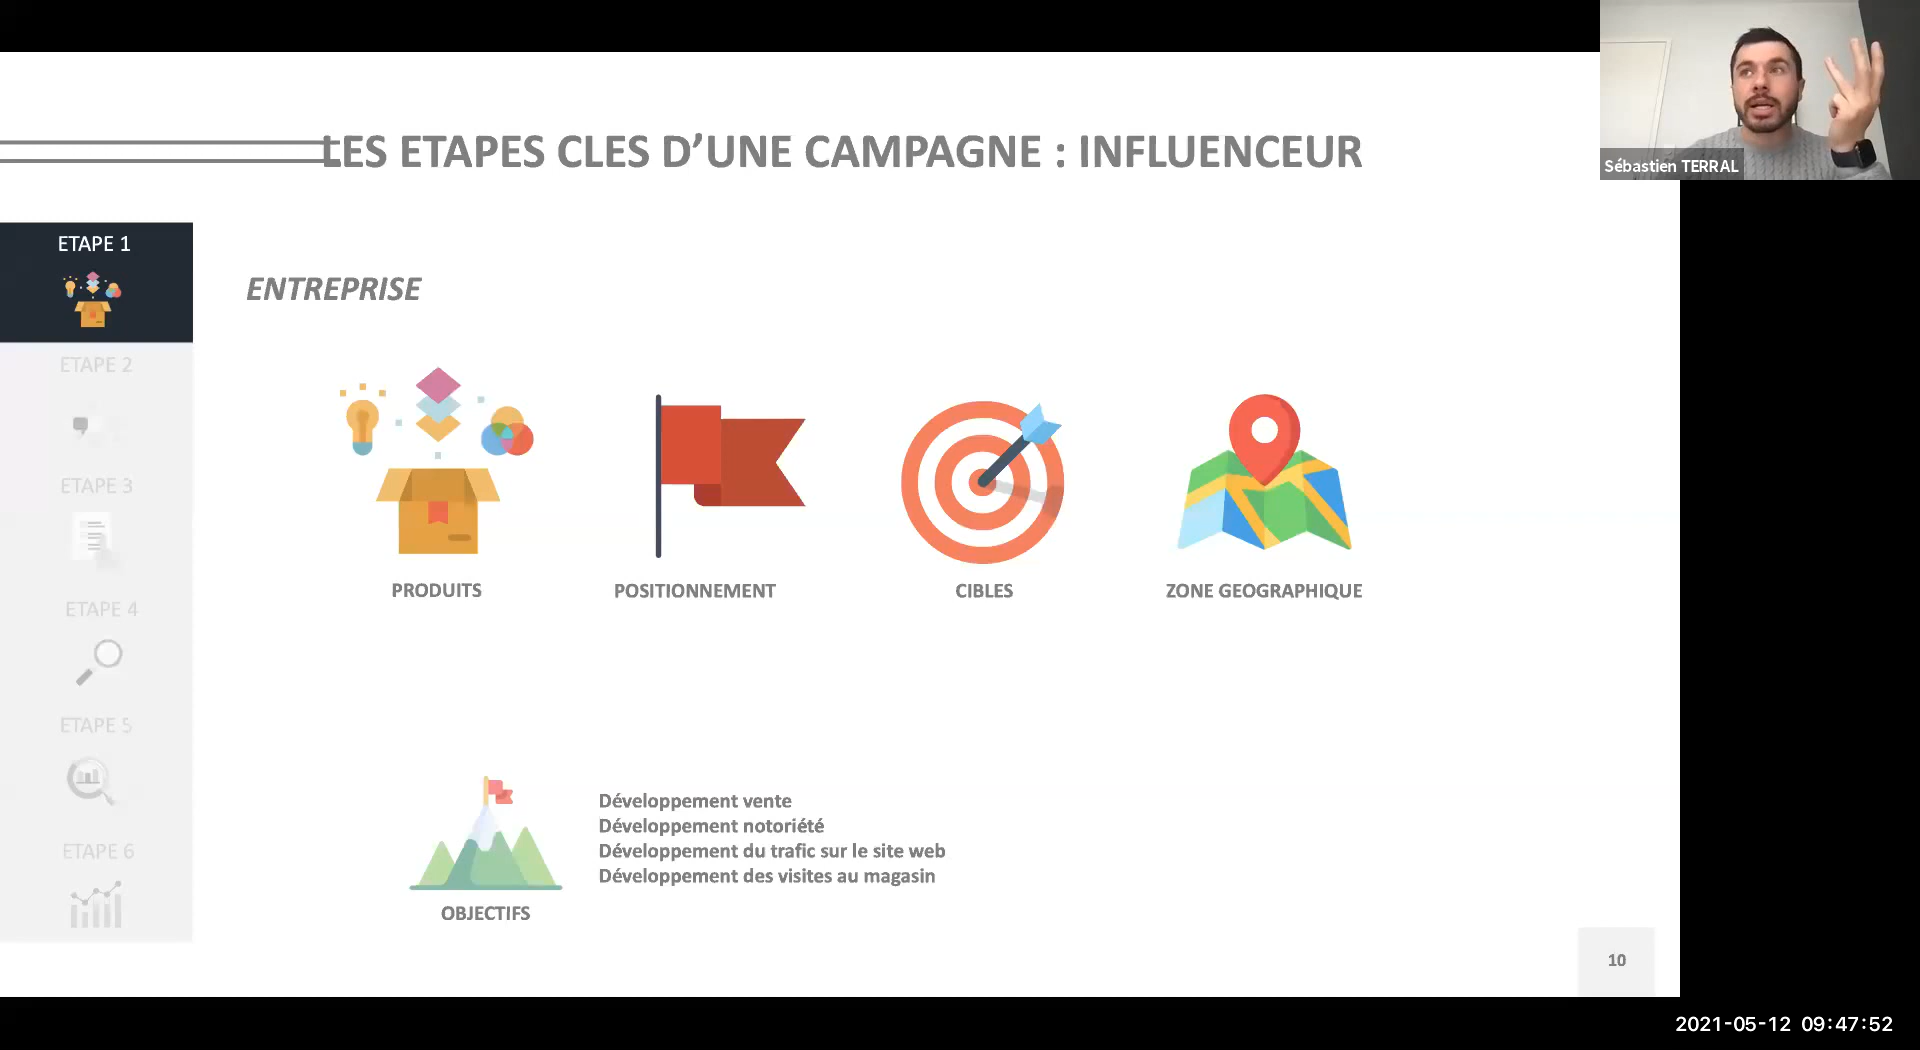 Sébastien TERRAL
LES ETAPES CLES D’UNE CAMPAGNE : INFLUENCEUR
ETAPE 1
ETAPE 2
ETAPE 3
ETAPE 4
ETAPE 5
ETAPE 6
ENTREPRISE
PRODUITS
POSITIONNEMENT
CIBLES
ZONE GEOGRAPHIQUE
Développement vente
Développement notoriété
Développement du trafic sur le site web
Développement des visites au magasin
OBJECTIFS
10
2021-05-12 09:47:52